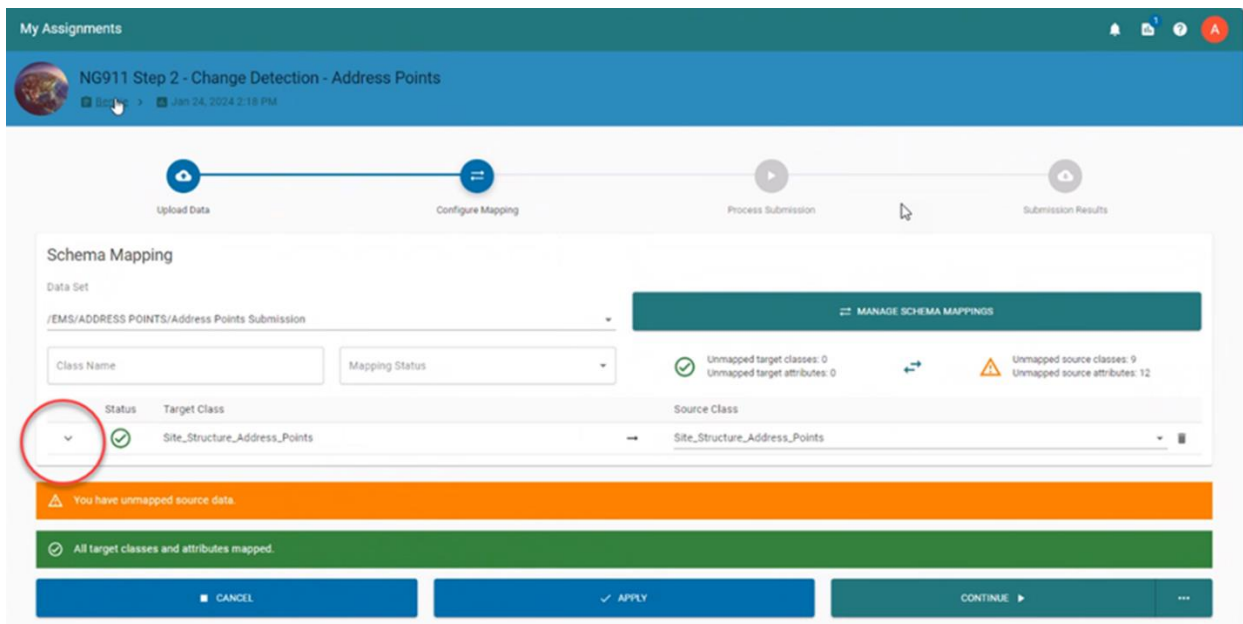 My Assignments
1
A
NG911 Step 2 - Change Detection - Address Points
Jan 24, 2024 2:18 PM
Upload Data
Configure Mapping
Process Submission
Submission Results
Schema Mapping
Data Set
/EMS/ADDRESS POINTS/Address Points Submission
MANAGE SCHEMA MAPPINGS
Class Name
Mapping Status
Unmapped target classes: 0
Unmapped target attributes: 0
Unmapped source classes: 9
Unmapped source attributes: 12
Status Target Class Source Class
Site_Structure_Address_Points Site_Structure_Address_Points
You have unmapped source data.
All target classes and attributes mapped.
CANCEL
APPLY
CONTINUE
...